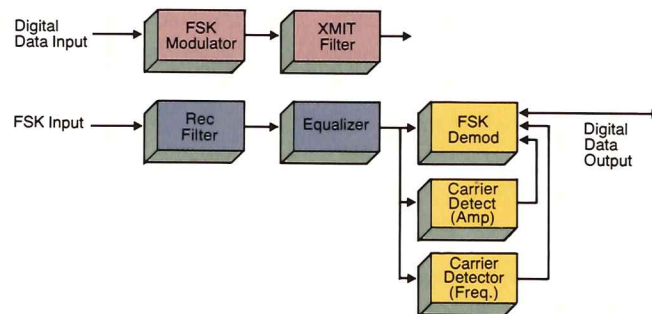 Digital
Data Input
FSK
Modulator
XMIT
Filter
FSK Input
Rec
Filter
Equalizer
FSK
Demod
Digital
Data
Output
Carrier
Detect
(Amp)
Carrier
Detector
(Freq.)